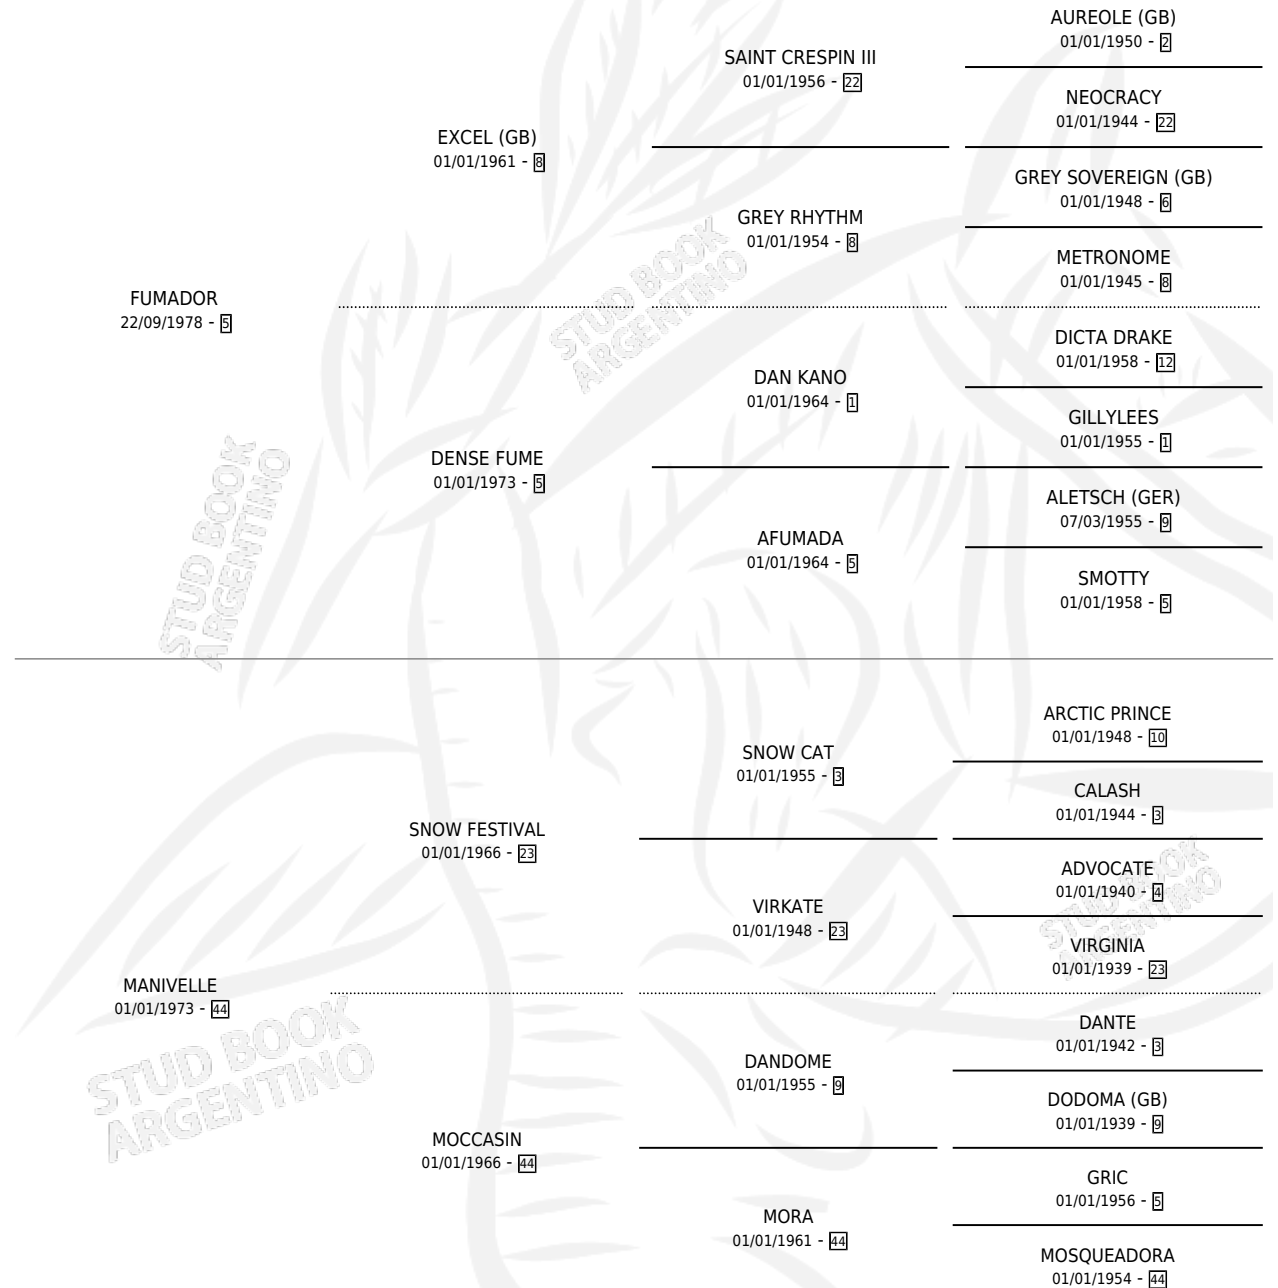 AUREOLE (GB)
01/01/1950 - 2
SAINT CRESPIN III
01/01/1956 - 22
NEOCRACY
01/01/1944 - 22
EXCEL (GB)
01/01/1961 - 8
GREY SOVEREIGN (GB)
01/01/1948 - 6
GREY RHYTHM
01/01/1954 - 8
METRONOME
01/01/1945 - 8
FUMADOR
22/09/1978 - 5
DICTA DRAKE
01/01/1958 - 12
DAN KANO
01/01/1964 - 1
GILLYLEES
01/01/1955 - 1
DENSE FUME
01/01/1973 - 5
ALETSCH (GER)
07/03/1955 - 9
AFUMADA
01/01/1964 - 5
SMOTTY
01/01/1958 - 5
ARCTIC PRINCE
01/01/1948 - 10
SNOW CAT
01/01/1955 - 3
CALASH
01/01/1944 - 3
SNOW FESTIVAL
01/01/1966 - 23
ADVOCATE
01/01/1940 - 4
VIRKATE
01/01/1948 - 23
VIRGINIA
01/01/1939 - 23
MANIVELLE
01/01/1973 - 44
DANTE
01/01/1942 - 3
DANDOME
01/01/1955 - 9
DODOMA (GB)
01/01/1939 - 9
MOCCASIN
01/01/1966 - 44
GRIC
01/01/1956 - 5
MORA
01/01/1961 - 44
MOSQUEADORA
01/01/1954 - 44
STUD BOOK
ARGENTINO
STUD BOOK
ARGENTINO
STUD BOOK
ARGENTINO
STUD BOOK
ARGENTINO